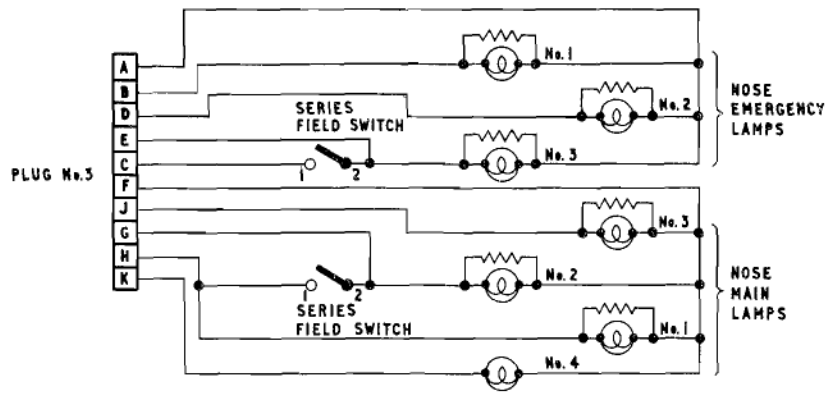 PLUG No.3
A
B
D
E
C
F
J
G
H
K
SERIES
FIELD SWITCH
1
2
No.1
No.2
No.3
NOSE
EMERGENCY
LAMPS
1
2
SERIES
FIELD SWITCH
No.3
No.2
No.1
No.4
NOSE
MAIN
LAMPS